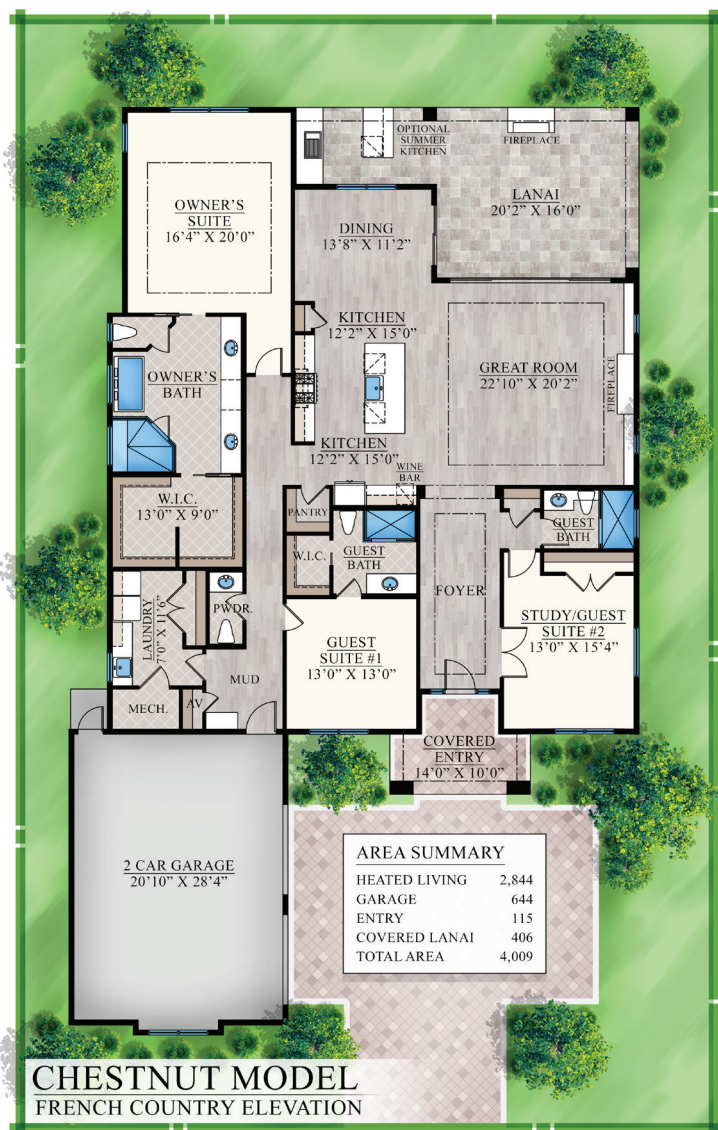 OPTIONAL
SUMMER
KITCHEN
FIREPLACE
LANAI
20'2" X 16'0"
OWNER'S
SUITE
16'4" X 20'0"
DINING
13'8" X 11'2"
KITCHEN
12'2" X 15'0"
GREAT ROOM
22'10" X 20'2"
FIREPLACE
OWNER'S
BATH
KITCHEN
12'2" X 15'0"
WINE
BAR
W.I.C.
13'0" X 9'0"
PANTRY
W.I.C.
GUEST
BATH
GUEST
BATH
FOYER
LAUNDRY
7'0" X 11'6"
PWDR.
MUD
GUEST
SUITE #1
13'0" X 13'0"
STUDY/GUEST
SUITE #2
13'0" X 15'4"
MECH.
AV
COVERED
ENTRY
14'0" X 10'0"
2 CAR GARAGE
20'10" X 28'4"
AREA SUMMARY
HEATED LIVING 2,844
GARAGE 644
ENTRY 115
COVERED LANAI 406
TOTAL AREA 4,009
CHESTNUT MODEL
FRENCH COUNTRY ELEVATION